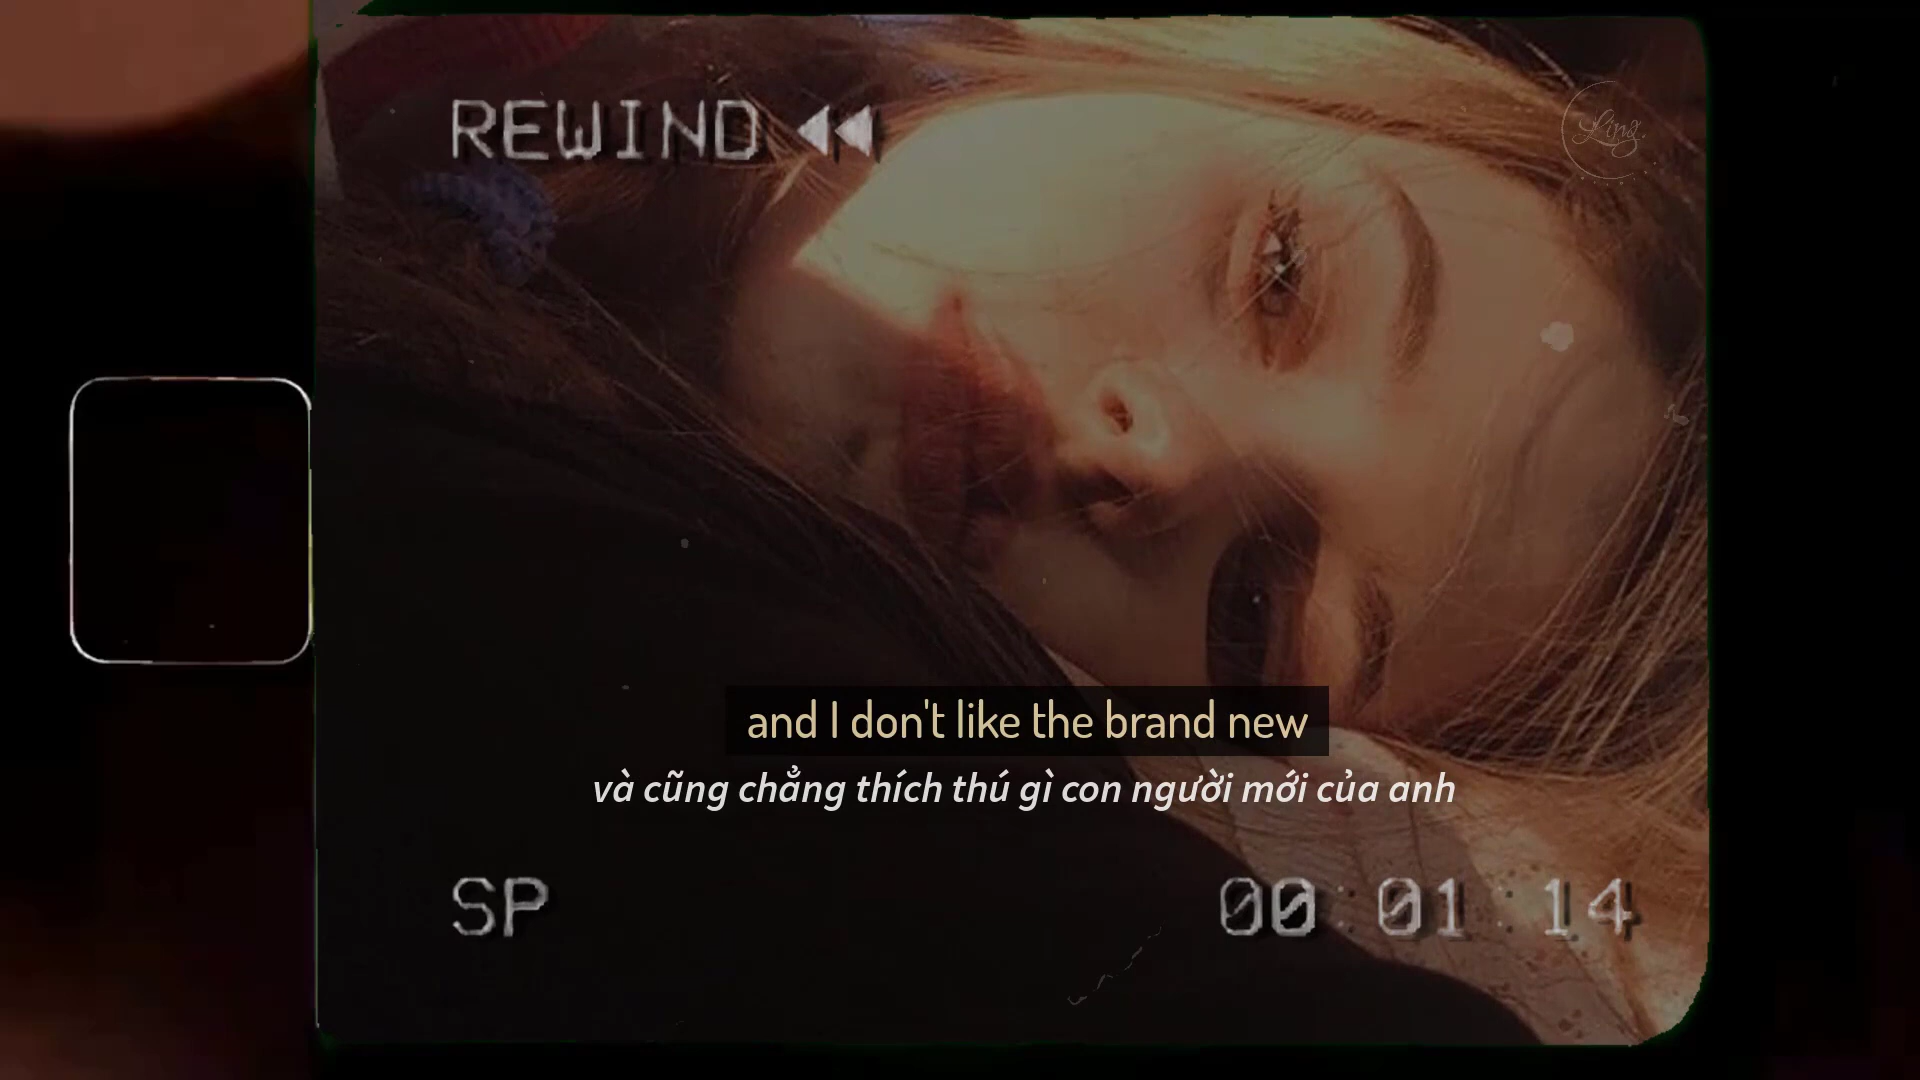 REWIND
Ling.
and I don't like the brand new
và cũng chẳng thích thú gì con người mới của anh
SP
00:01:14